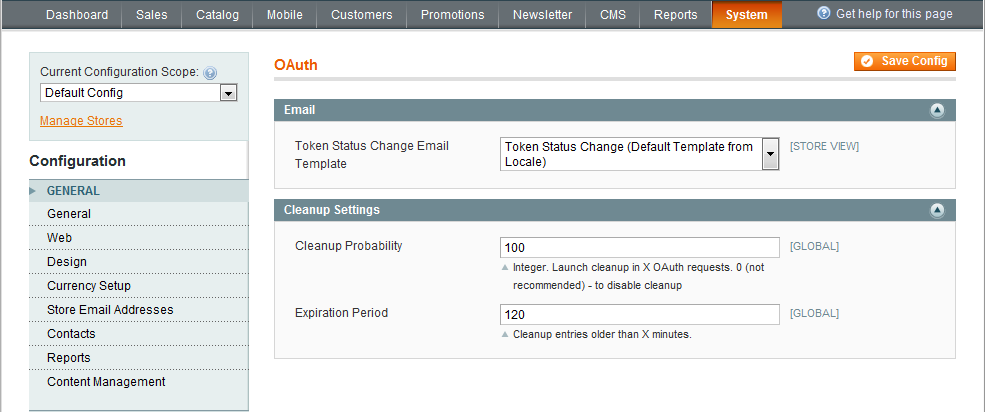 Dashboard Sales Catalog Mobile Customers Promotions Newsletter CMS Reports System Get help for this page
Current Configuration Scope:
Default Config
Manage Stores
Configuration
GENERAL
General
Web
Design
Currency Setup
Store Email Addresses
Contacts
Reports
Content Management
OAuth
Save Config
Email
Token Status Change Email
Template
Token Status Change (Default Template from
Locale)
[STORE VIEW]
Cleanup Settings
Cleanup Probability
100
[GLOBAL]
Integer. Launch cleanup in X OAuth requests. 0 (not
recommended) - to disable cleanup
Expiration Period
120
[GLOBAL]
Cleanup entries older than X minutes.